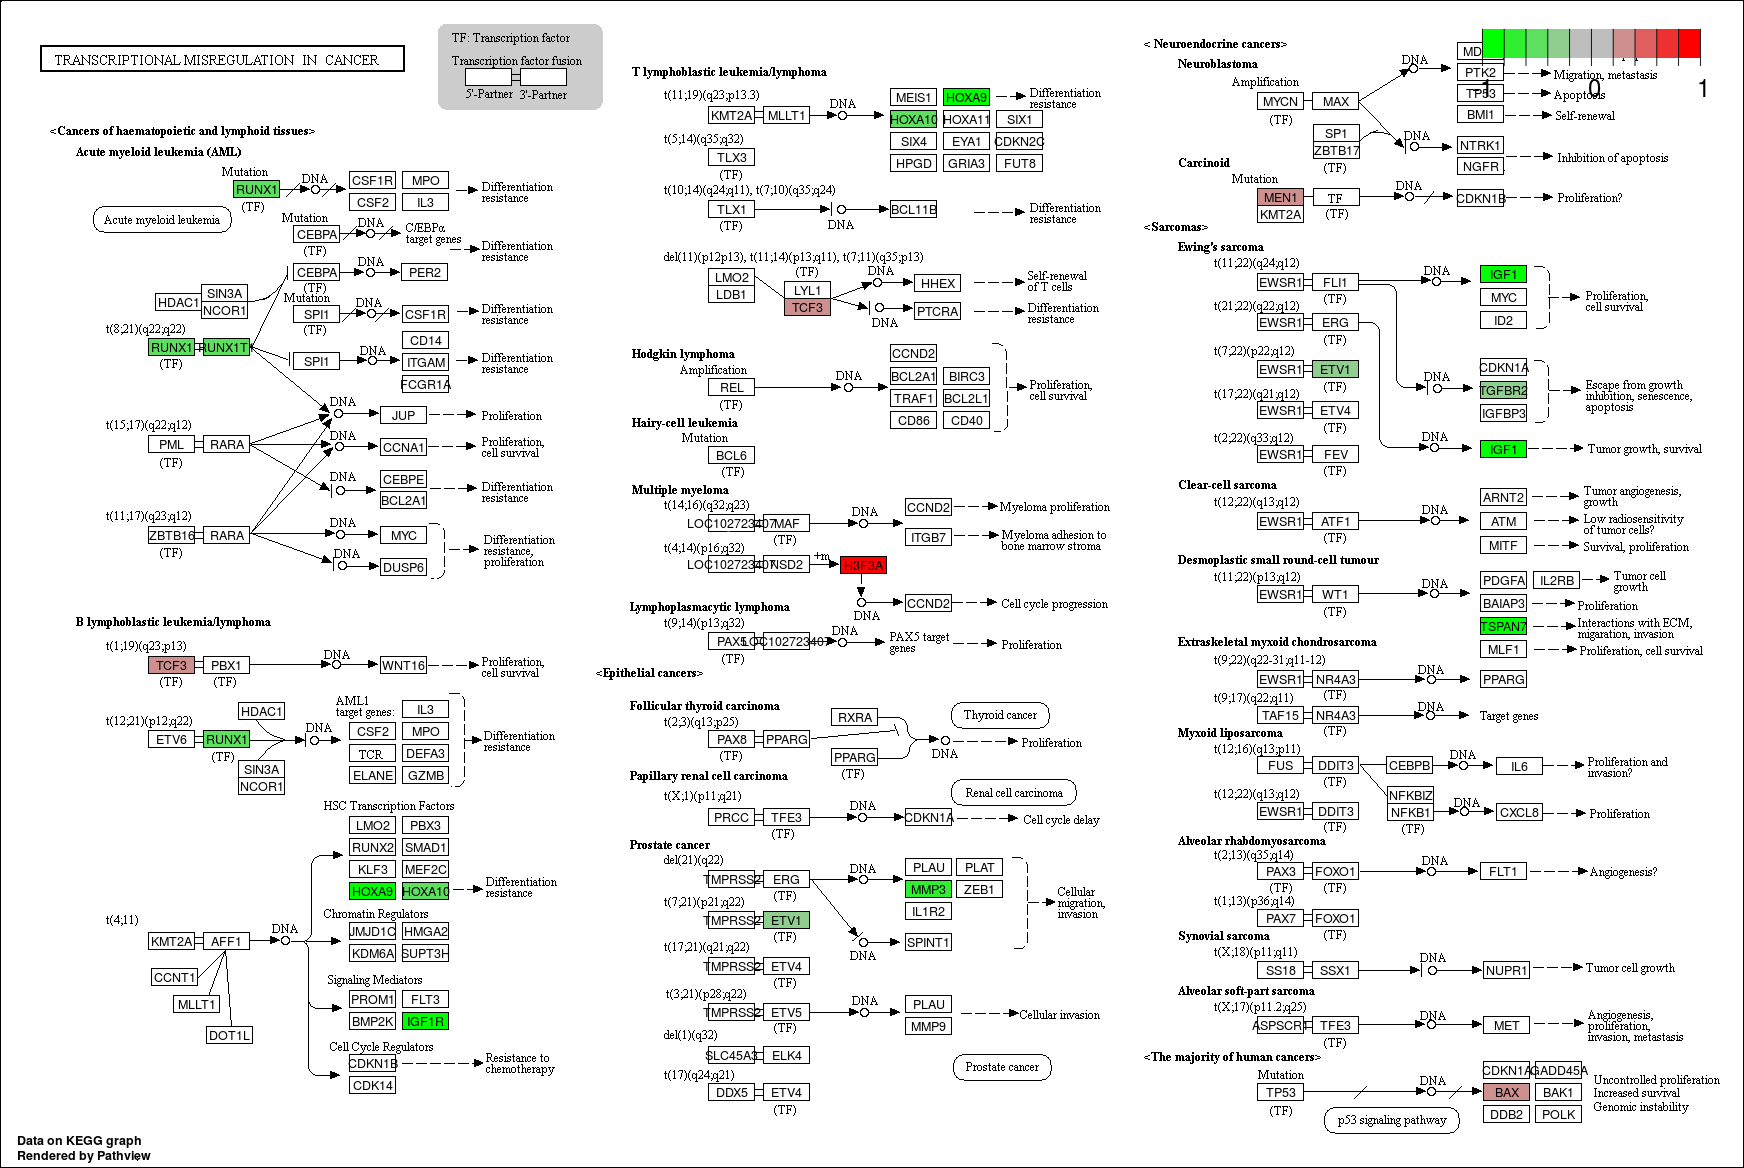 TRANSCRIPTIONAL MISREGULATION IN CANCER
TF: Transcription factor
Transcription factor fusion
5'-Partner 3'-Partner
<Cancers of haematopoietic and lymphoid tissues>
Acute myeloid leukemia (AML)
Mutation
RUNX1
(TF)
DNA
CSF1R MPO
CSF2 IL3
Differentiation
resistance
Acute myeloid leukemia
Mutation
CEBPA
(TF)
DNA
C/EBPα
target genes
Differentiation
resistance
CEBPA
(TF)
DNA
PER2
HDAC1
SIN3A
NCOR1
Mutation
SPI1
(TF)
DNA
CSF1R
Differentiation
resistance
t(8;21)(q22;q22)
RUNX1 RUNX1T
(TF)
SPI1
DNA
CD14
ITGAM
FCGR1A
Differentiation
resistance
DNA
JUP
Proliferation
t(15;17)(q22;q12)
PML RARA
(TF)
DNA
CCNA1
Proliferation,
cell survival
DNA
CEBPE
BCL2A1
Differentiation
resistance
t(11;17)(q23;q12)
ZBTB16 RARA
(TF)
DNA
MYC
DNA
DUSP6
Differentiation
resistance,
proliferation
B lymphoblastic leukemia/lymphoma
t(1;19)(q23;p13)
TCF3 PBX1
(TF) (TF)
DNA
WNT16
Proliferation,
cell survival
t(12;21)(p12;q22)
ETV6 RUNX1
(TF)
HDAC1
SIN3A
NCOR1
DNA
AML1
target genes:
IL3
CSF2 MPO
TCR DEFA3
ELANE GZMB
Differentiation
resistance
HSC Transcription Factors
LMO2 PBX3
RUNX2 SMAD1
KLF3 MEF2C
HOXA9 HOXA10
Differentiation
resistance
t(4;11)
KMT2A AFF1
DNA
CCNT1
MLLT1
DOT1L
Chromatin Regulators
JMJD1C HMGA2
KDM6A SUPT3H
Signaling Mediators
PROM1 FLT3
BMP2K IGF1R
Cell Cycle Regulators
CDKN1B
CDK14
Resistance to
chemotherapy
T lymphoblastic leukemia/lymphoma
t(11;19)(q23;p13.3)
KMT2A MLLT1
DNA
MEIS1 HOXA9
HOXA10 HOXA11 SIX1
SIX4 EYA1 CDKN2C
HPGD GRIA3 FUT8
Differentiation
resistance
t(5;14)(q35;q32)
TLX3
(TF)
t(10;14)(q24;q11), t(7;10)(q35;q24)
TLX1
(TF)
DNA
BCL11B
Differentiation
resistance
del(11)(p12p13), t(11;14)(p13;q11), t(7;11)(q35;p13)
(TF)
LMO2
LDB1
LYL1
TCF3
DNA
HHEX
Self-renewal
of T cells
DNA
PTCRA
Differentiation
resistance
Hodgkin lymphoma
Amplification
REL
(TF)
DNA
CCND2
BCL2A1 BIRC3
TRAF1 BCL2L1
CD86 CD40
Proliferation,
cell survival
Hairy-cell leukemia
Mutation
BCL6
(TF)
Multiple myeloma
t(14;16)(q32;q23)
LOC102723407 MAF
(TF)
DNA
CCND2
Myeloma proliferation
ITGB7
Myeloma adhesion to
bone marrow stroma
t(4;14)(p16;q32)
LOC102723407 NSD2
+m
H3F3A
DNA
CCND2
Cell cycle progression
Lymphoplasmacytic lymphoma
t(9;14)(p13;q32)
PAX5 LOC102723407
(TF)
DNA
PAX5 target
genes
Proliferation
<Epithelial cancers>
Follicular thyroid carcinoma
t(2;3)(q13;p25)
PAX8 PPARG
(TF)
RXRA
PPARG
(TF)
DNA
Thyroid cancer
Proliferation
Papillary renal cell carcinoma
t(X;1)(p11;q21)
PRCC TFE3
(TF)
DNA
CDKN1A
Renal cell carcinoma
Cell cycle delay
Prostate cancer
del(21)(q22)
TMPRSS2 ERG
(TF)
DNA
PLAU PLAT
MMP3 ZEB1
IL1R2
Cellular
migration,
invasion
t(7;21)(p21;q22)
TMPRSS2 ETV1
(TF)
DNA
SPINT1
t(17;21)(q21;q22)
TMPRSS2 ETV4
(TF)
t(3;21)(p28;q22)
TMPRSS2 ETV5
(TF)
DNA
PLAU
MMP9
Cellular invasion
del(1)(q32)
SLC45A3 ELK4
t(17)(q24;q21)
DDX5 ETV4
(TF)
Prostate cancer
<Neuroendocrine cancers>
Neuroblastoma
Amplification
MYCN MAX
(TF)
DNA
MD
PTK2
TP53
BMI1
Migration, metastasis
Apoptosis
Self-renewal
-1 0 1
SP1
ZBTB17
(TF)
DNA
NTRK1
NGFR
Inhibition of apoptosis
Carcinoid
Mutation
MEN1 TF
KMT2A (TF)
DNA
CDKN1B
Proliferation?
<Sarcomas>
Ewing's sarcoma
t(11;22)(q24;q12)
EWSR1 FLI1
(TF)
DNA
IGF1
MYC
ID2
Proliferation,
cell survival
t(21;22)(q22;q12)
EWSR1 ERG
(TF)
t(7;22)(p22;q12)
EWSR1 ETV1
(TF)
DNA
CDKN1A
TGFBR2
IGFBP3
Escape from growth
inhibition, senescence,
apoptosis
t(17;22)(q21;q12)
EWSR1 ETV4
(TF)
t(2;22)(q33;q12)
EWSR1 FEV
(TF)
DNA
IGF1
Tumor growth, survival
Clear-cell sarcoma
t(12;22)(q13;q12)
EWSR1 ATF1
(TF)
DNA
ARNT2
ATM
MITF
Tumor angiogenesis,
growth
Low radiosensitivity
of tumor cells?
Survival, proliferation
Desmoplastic small round-cell tumour
t(11;22)(p13;q12)
EWSR1 WT1
(TF)
DNA
PDGFA IL2RB
BAIAP3
TSPAN7
MLF1
Tumor cell
growth
Proliferation
Interactions with ECM,
migaration, invasion
Proliferation, cell survival
Extraskeletal myxoid chondrosarcoma
t(9;22)(q22-31;q11-12)
EWSR1 NR4A3
(TF)
DNA
PPARG
t(9;17)(q22;q11)
TAF15 NR4A3
(TF)
DNA
Target genes
Myxoid liposarcoma
t(12;16)(q13;p11)
FUS DDIT3
(TF)
CEBPB
DNA
IL6
Proliferation and
invasion?
t(12;22)(q13;q12)
EWSR1 DDIT3
(TF)
NFKBIZ
NFKB1
(TF)
DNA
CXCL8
Proliferation
Alveolar rhabdomyosarcoma
t(2;13)(q35;q14)
PAX3 FOXO1
(TF)
DNA
FLT1
Angiogenesis?
t(1;13)(p36;q14)
PAX7 FOXO1
(TF)
Synovial sarcoma
t(X;18)(p11;q11)
SS18 SSX1
DNA
NUPR1
Tumor cell growth
Alveolar soft-part sarcoma
t(X;17)(p11.2;q25)
ASPSCR1 TFE3
(TF)
DNA
MET
Angiogenesis,
proliferation,
invasion, metastasis
<The majority of human cancers>
Mutation
TP53
(TF)
DNA
CDKN1A GADD45A
BAX BAK1
DDB2 POLK
Uncontrolled proliferation
Increased survival
Genomic instability
p53 signaling pathway
Data on KEGG graph
Rendered by Pathview